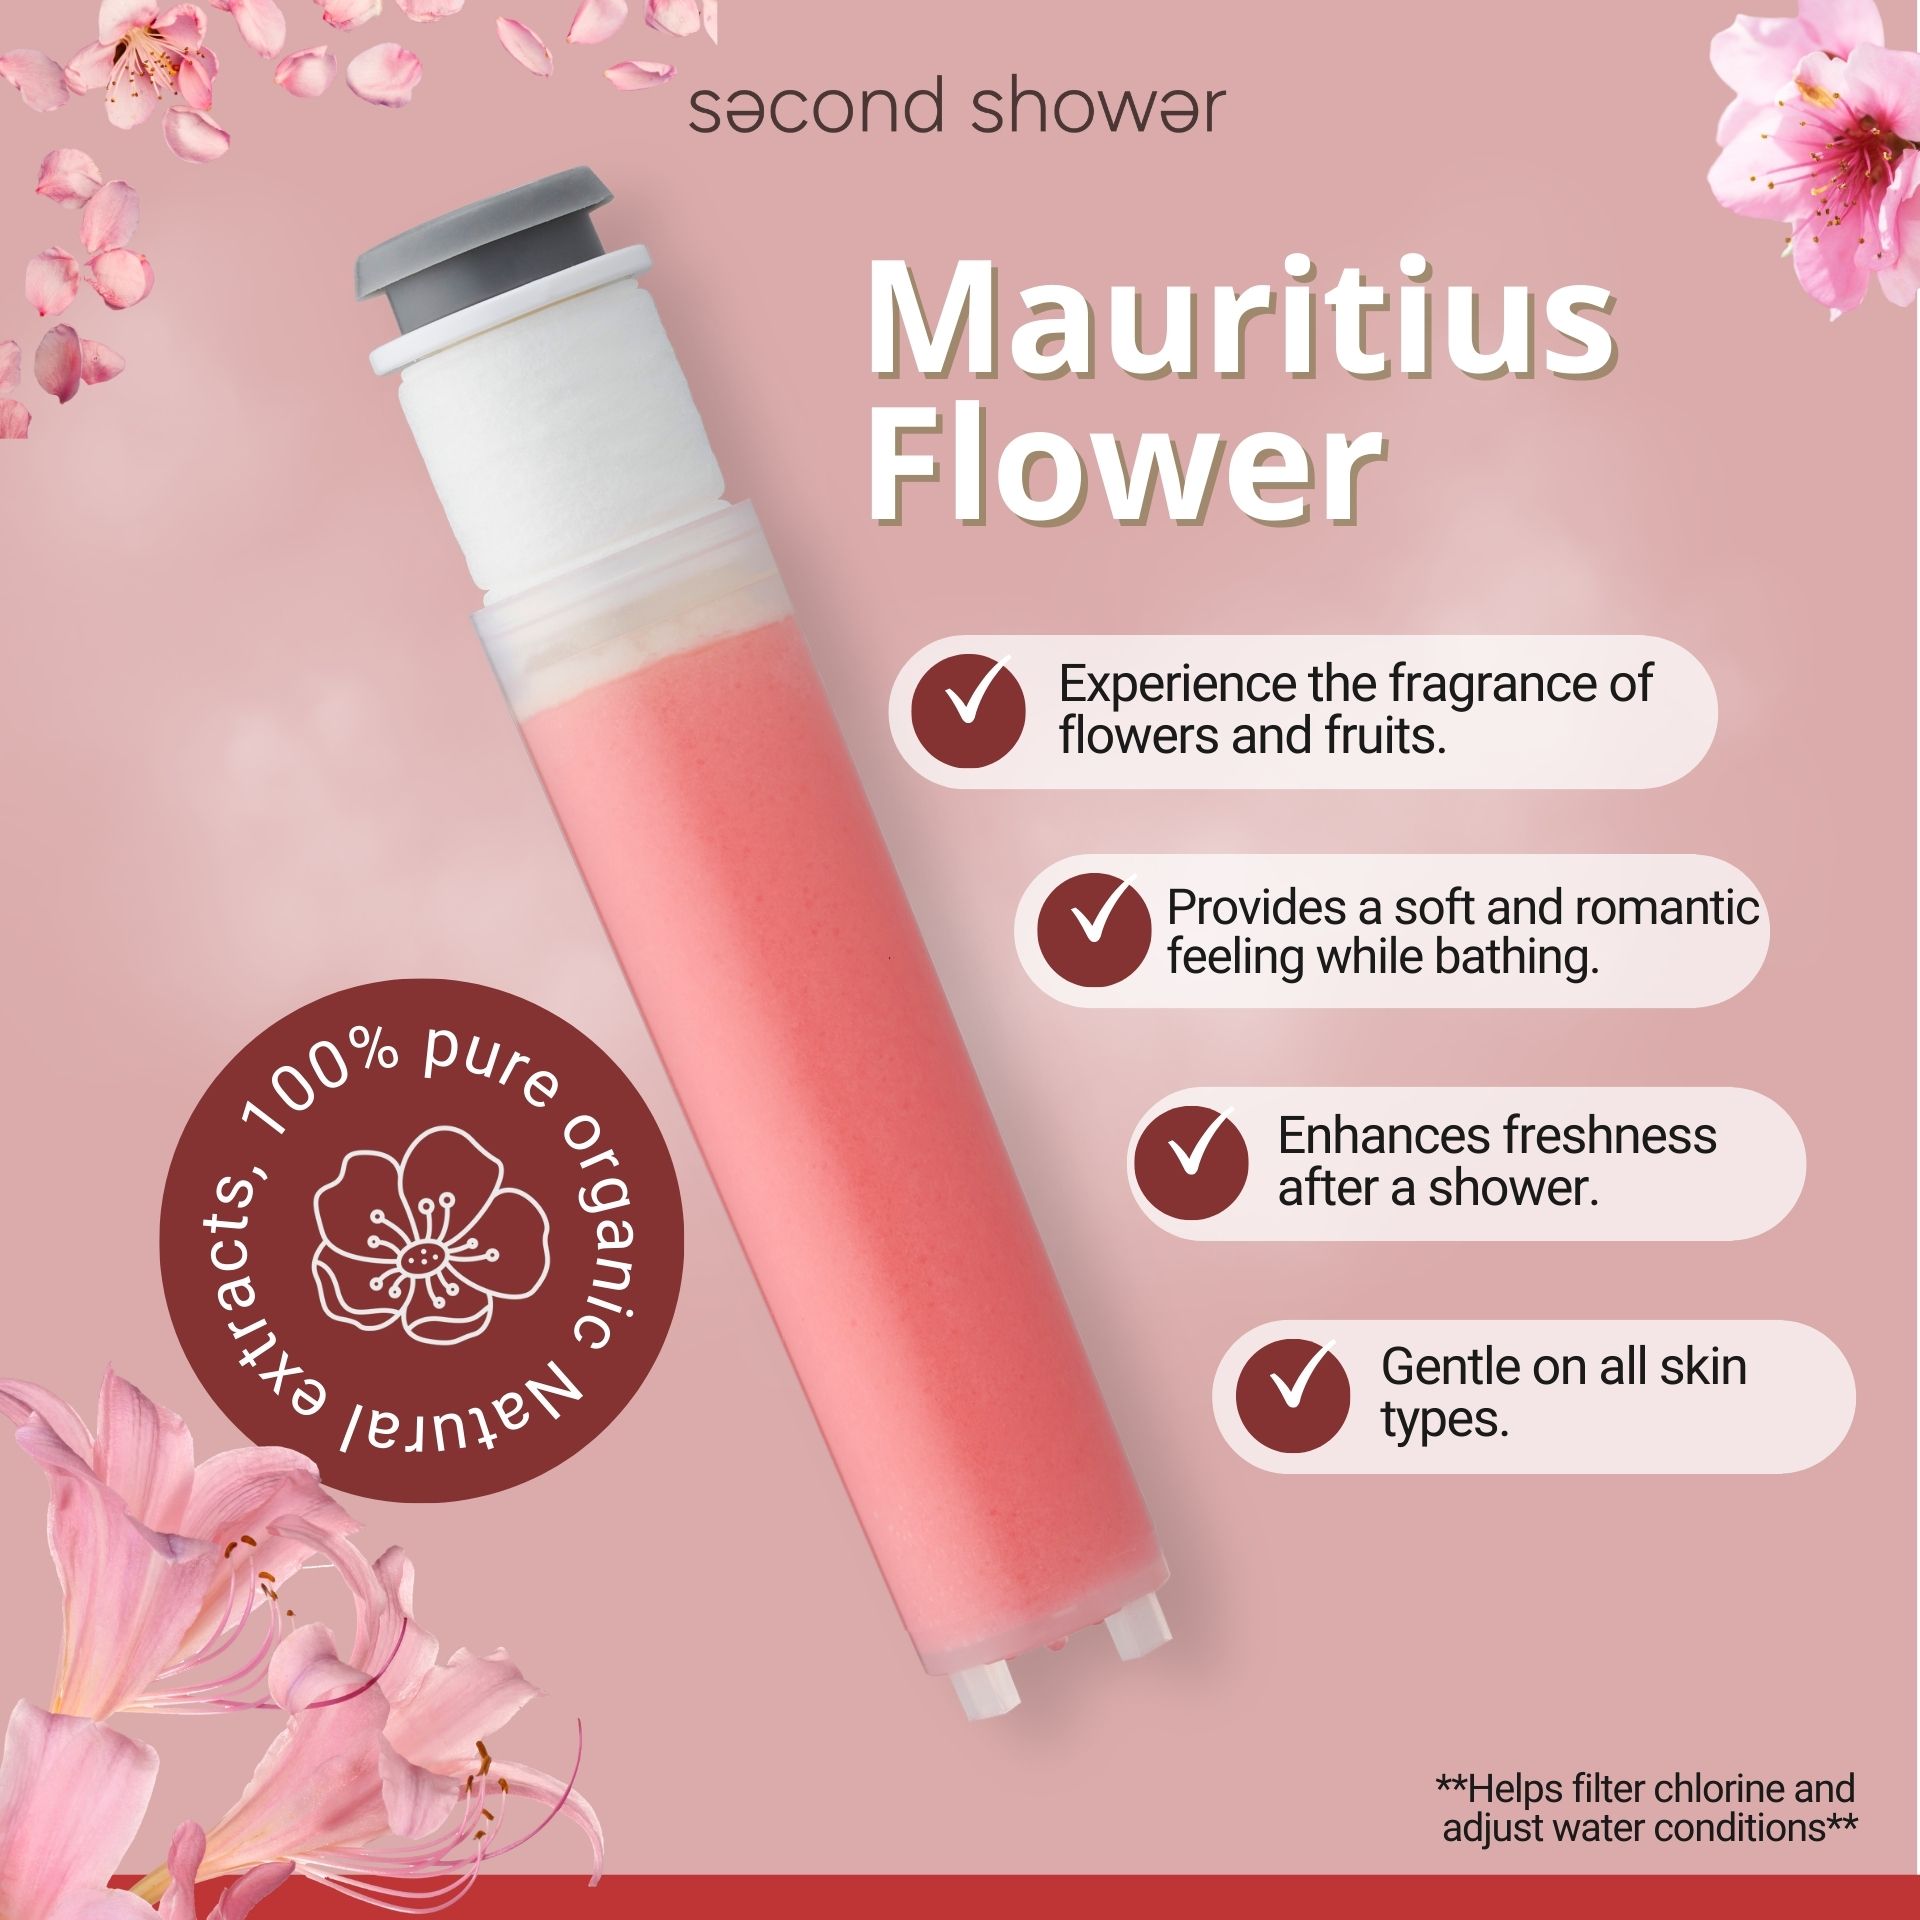 səcond showər
Mauritius
Flower
Experience the fragrance of
flowers and fruits.
Provides a soft and romantic
feeling while bathing.
Enhances freshness
after a shower.
Gentle on all skin
types.
Natural extracts, 100% pure organic
**Helps filter chlorine and
adjust water conditions**